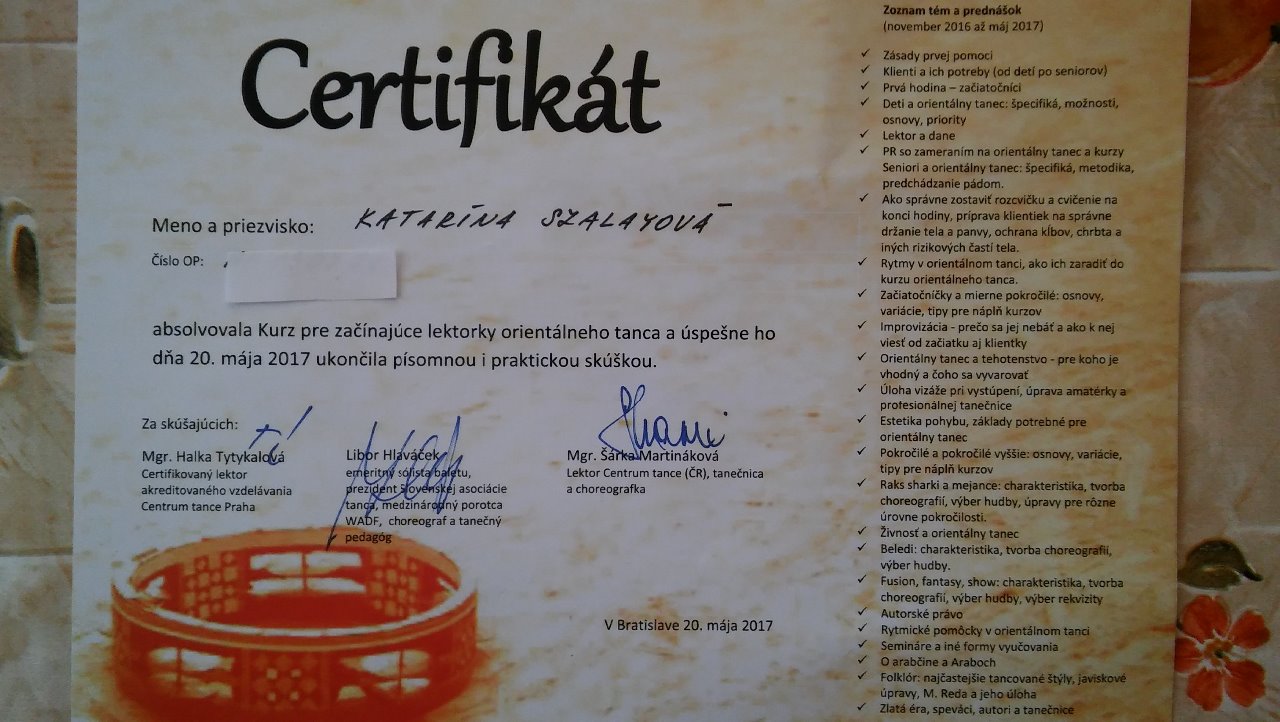 Certifikát
Meno a priezvisko: KATARÍNA SZALAYOVÁ
Číslo OP:
absolvovala Kurz pre začínajúce lektorky orientálneho tanca a úspešne ho
dňa 20. mája 2017 ukončila písomnou i praktickou skúškou.
Za skúšajúcich:
Mgr. Halka Tytykalová
Certifikovaný lektor
akreditovaného vzdelávania
Centrum tance Praha
Libor Hlaváček
emeritný sólista baletu,
prezident Slovenskej asociácie
tanca, medzinárodný porotca
WADF, choreograf a tanečný
pedagóg
Mgr. Šárka Martináková
Lektor Centrum tance (ČR), tanečnica
a choreografka
V Bratislave 20. mája 2017
Zoznam tém a prednášok
(november 2016 až máj 2017)
✓ Zásady prvej pomoci
✓ Klienti a ich potreby (od detí po seniorov)
✓ Prvá hodina – začiatočníci
✓ Deti a orientálny tanec: špecifiká, možnosti,
osnovy, priority
✓ Lektor a dane
✓ PR so zameraním na orientálny tanec a kurzy
Seniori a orientálny tanec: špecifiká, metodika,
predchádzanie pádom.
✓ Ako správne zostaviť rozcvičku a cvičenie na
konci hodiny, príprava klientiek na správne
držanie tela a panvy, ochrana kĺbov, chrbta a
iných rizikových častí tela.
✓ Rytmy v orientálnom tanci, ako ich zaradiť do
kurzu orientálneho tanca.
✓ Začiatočníčky a mierne pokročilé: osnovy,
variácie, tipy pre náplň kurzov
✓ Improvizácia - prečo sa jej nebáť a ako k nej
viesť od začiatku aj klientky
✓ Orientálny tanec a tehotenstvo - pre koho je
vhodný a čoho sa vyvarovať
✓ Úloha vizáže pri vystúpení, úprava amatérky a
profesionálnej tanečnice
✓ Estetika pohybu, základy potrebné pre
orientálny tanec
✓ Pokročilé a pokročilé vyššie: osnovy, variácie,
tipy pre náplň kurzov
✓ Raks sharki a mejance: charakteristika, tvorba
choreografií, výber hudby, úpravy pre rôzne
úrovne pokročilosti.
✓ Živnosť a orientálny tanec
✓ Beledi: charakteristika, tvorba choreografií,
výber hudby.
✓ Fusion, fantasy, show: charakteristika, tvorba
choreografií, výber hudby, výber rekvizity
✓ Autorské právo
✓ Rytmické pomôcky v orientálnom tanci
✓ Semináre a iné formy vyučovania
✓ O arabčine a Araboch
✓ Folklór: najčastejšie tancované štýly, javiskové
úpravy, M. Reda a jeho úloha
✓ Zlatá éra, speváci, autori a tanečnice